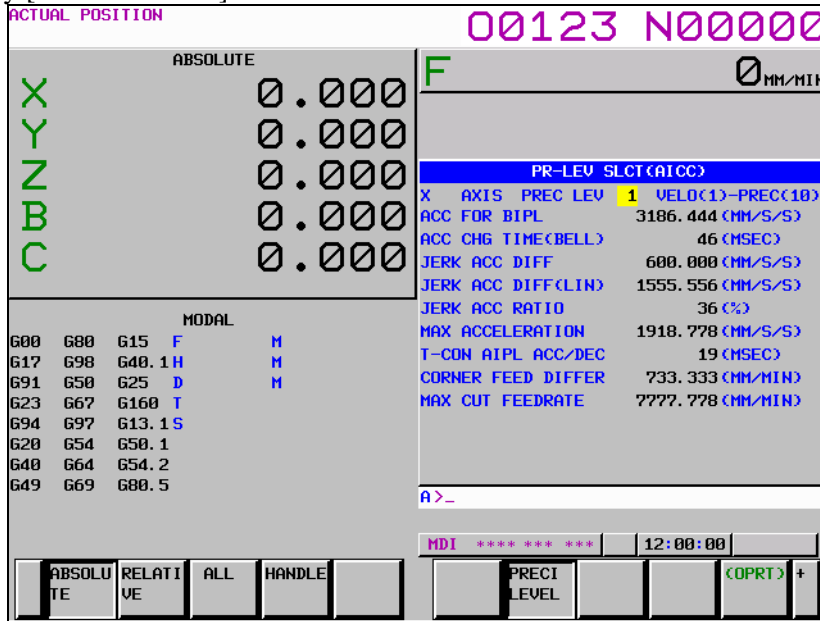 ACTUAL POSITION
O0123 N00000
ABSOLUTE
X 0.000
Y 0.000
Z 0.000
B 0.000
C 0.000
MODAL
G00 G80 G15 F M
G17 G98 G40.1 H M
G91 G50 G25 D M
G23 G67 G160 T
G94 G97 G13.1 S
G20 G54 G50.1
G40 G64 G54.2
G49 G69 G80.5
F 0 MM/MIN
PR-LEV SLCT(AICC)
X AXIS PREC LEV 1 VELO(1)-PREC(10)
ACC FOR BIPL 3186.444(MM/S/S)
ACC CHG TIME(BELL) 46(MSEC)
JERK ACC DIFF 600.000(MM/S/S)
JERK ACC DIFF(LIN) 1555.556(MM/S/S)
JERK ACC RATIO 36(%)
MAX ACCELERATION 1918.778(MM/S/S)
T-CON AIPL ACC/DEC 19(MSEC)
CORNER FEED DIFFER 733.333(MM/MIN)
MAX CUT FEEDRATE 7777.778(MM/MIN)
A>_
MDI **** *** *** 12:00:00
ABSOLU RELATI ALL HANDLE
TE VE
PRECI (OPRT) +
LEVEL